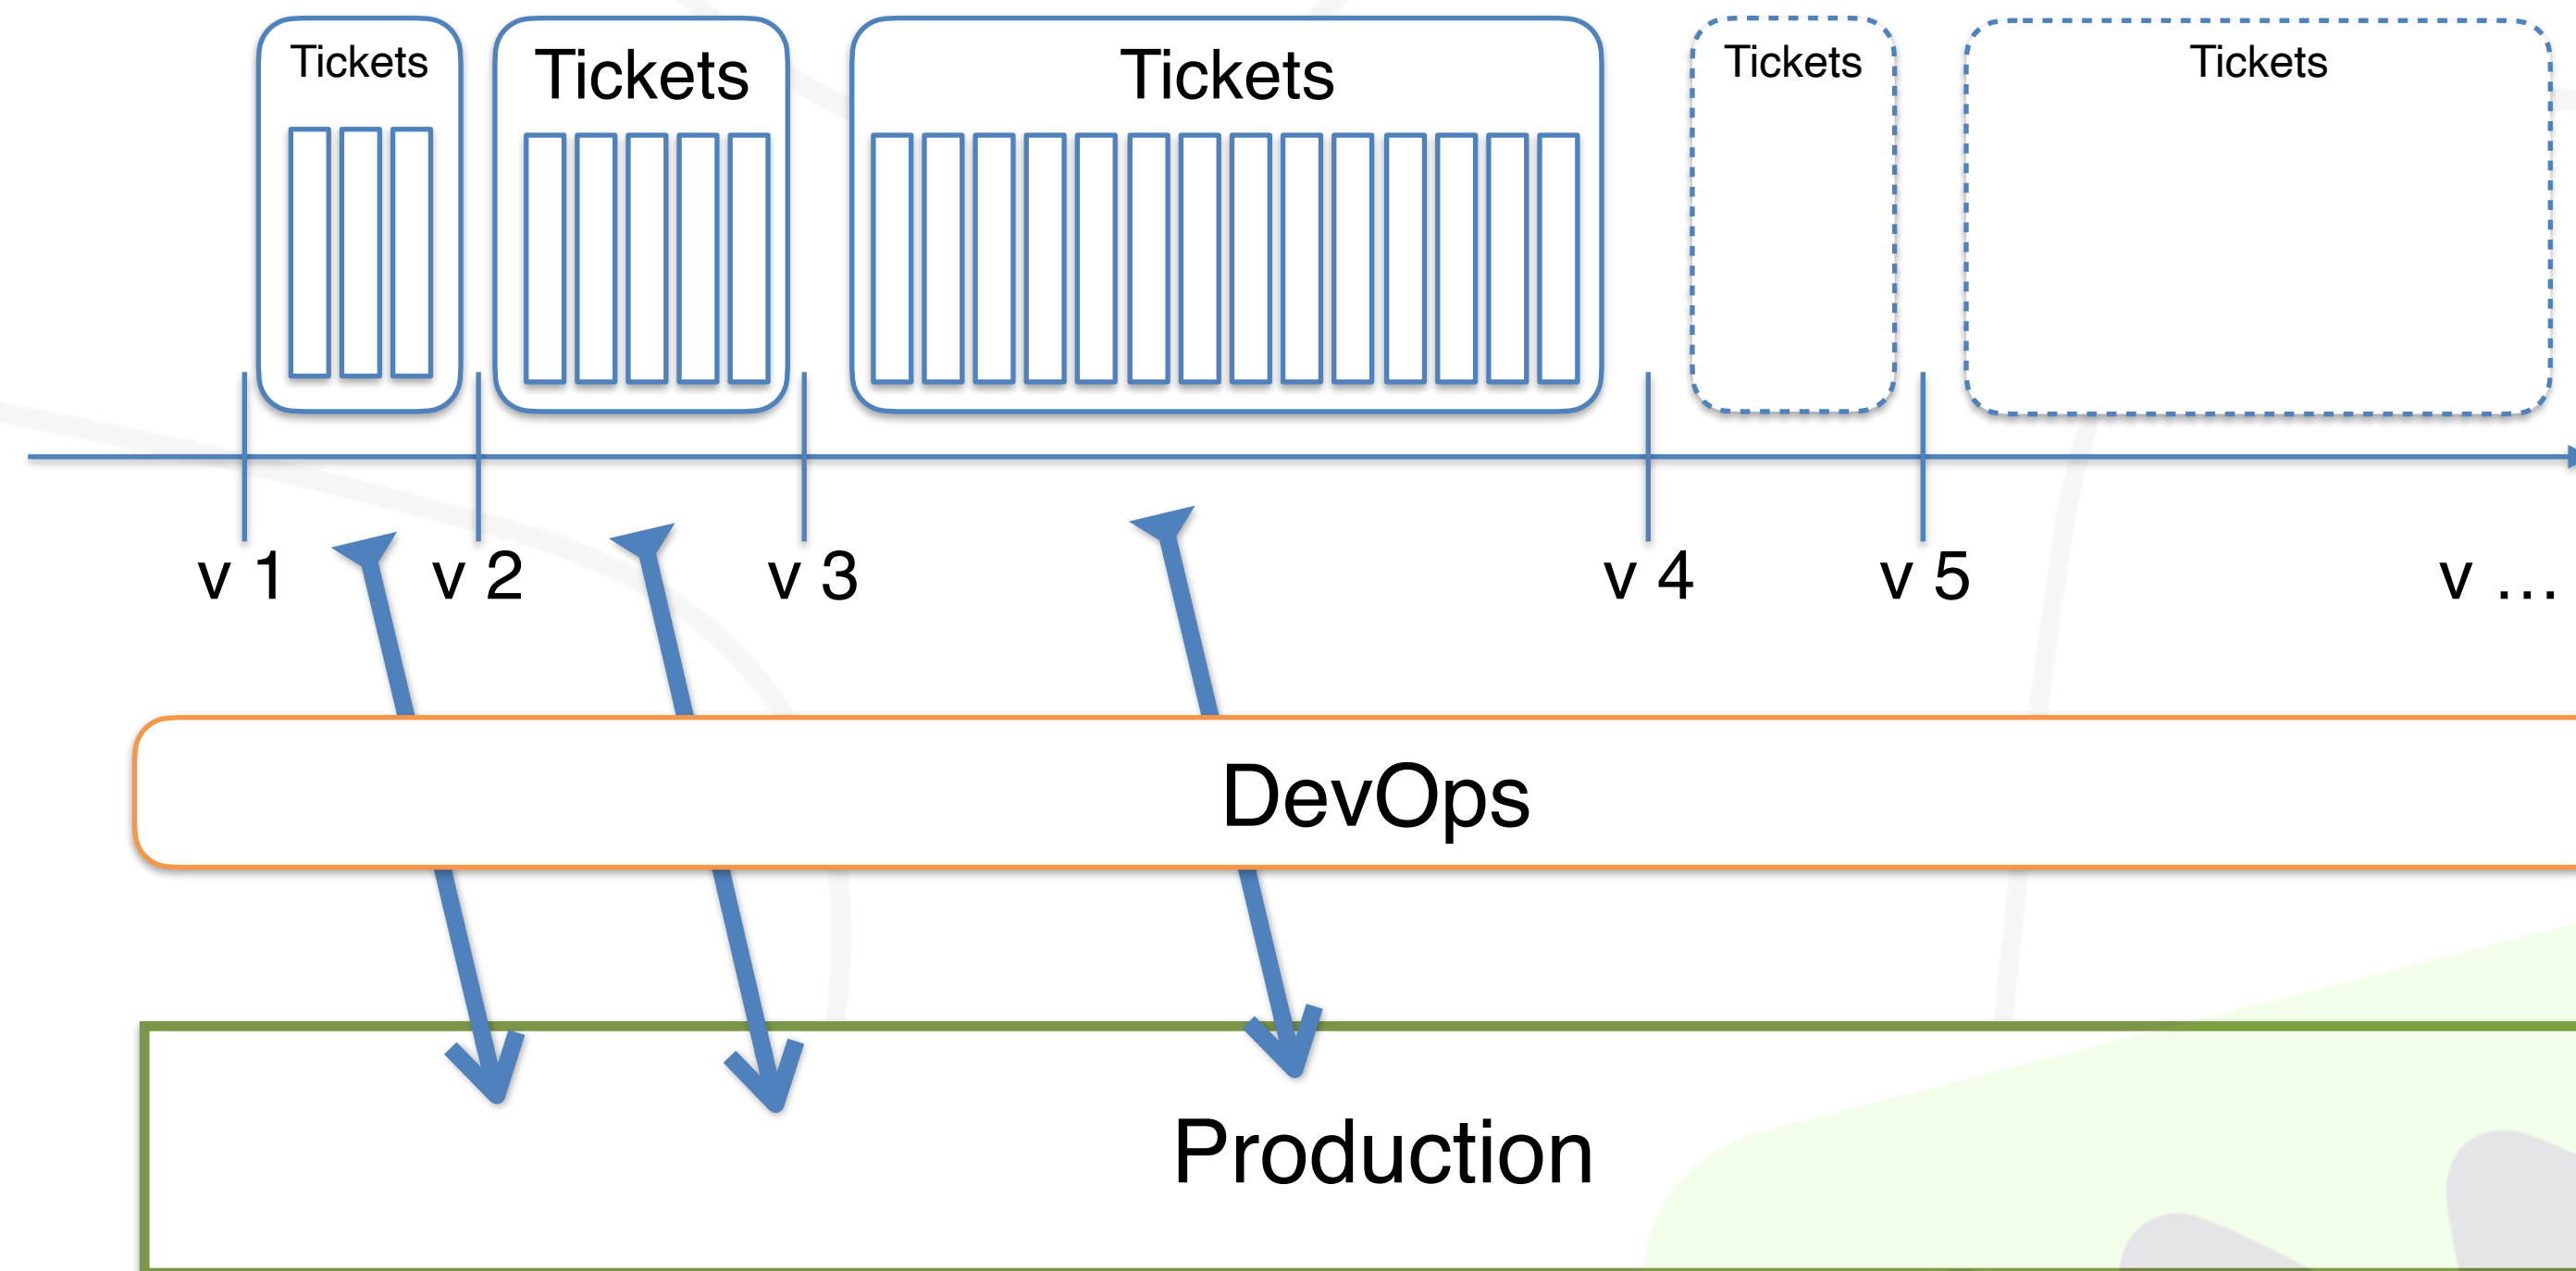 Tickets
Tickets
Tickets
Tickets
Tickets
v 1
v 2
v 3
v 4
v 5
v ...
DevOps
Production